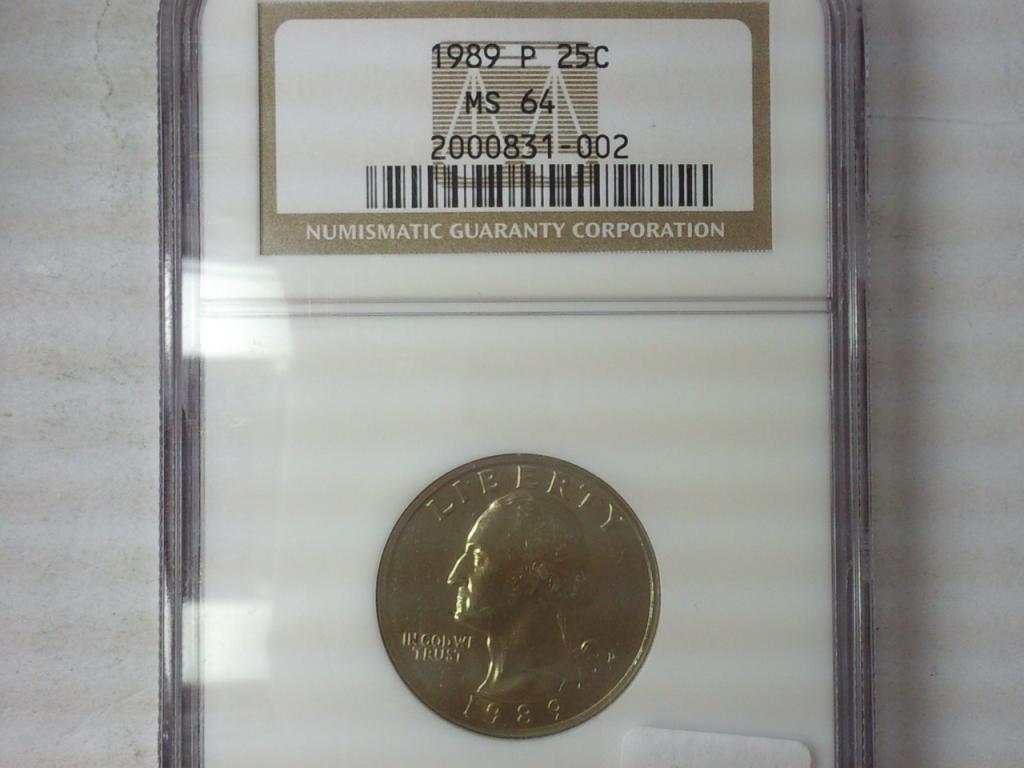 1989 P 25C
MS 64
2000831-002
NUMISMATIC GUARANTY CORPORATION
LIBERTY
IN GOD WE
TRUST
P
1989